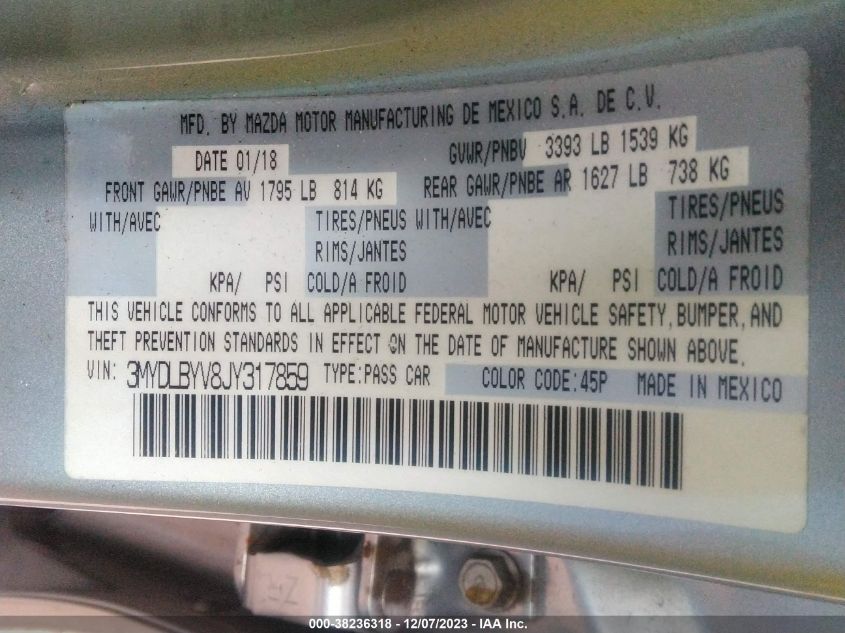 MFD. BY MAZDA MOTOR MANUFACTURING DE MEXICO S.A. DE C.V.
DATE 01/18 GVWR/PNBV 3393 LB 1539 KG
FRONT GAWR/PNBE AV 1795 LB 814 KG REAR GAWR/PNBE AR 1627 LB 738 KG
WITH/AVEC TIRES/PNEUS WITH/AVEC TIRES/PNEUS
RIMS/JANTES RIMS/JANTES
KPA/ PSI COLD/A FROID KPA/ PSI COLD/A FROID
THIS VEHICLE CONFORMS TO ALL APPLICABLE FEDERAL MOTOR VEHICLE SAFETY, BUMPER, AND
THEFT PREVENTION STANDARDS IN EFFECT ON THE DATE OF MANUFACTURE SHOWN ABOVE.
VIN: 3MYDLBYV8JY317859 TYPE:PASS CAR COLOR CODE:45P MADE IN MEXICO
000-38236318 - 12/07/2023 - IAA Inc.